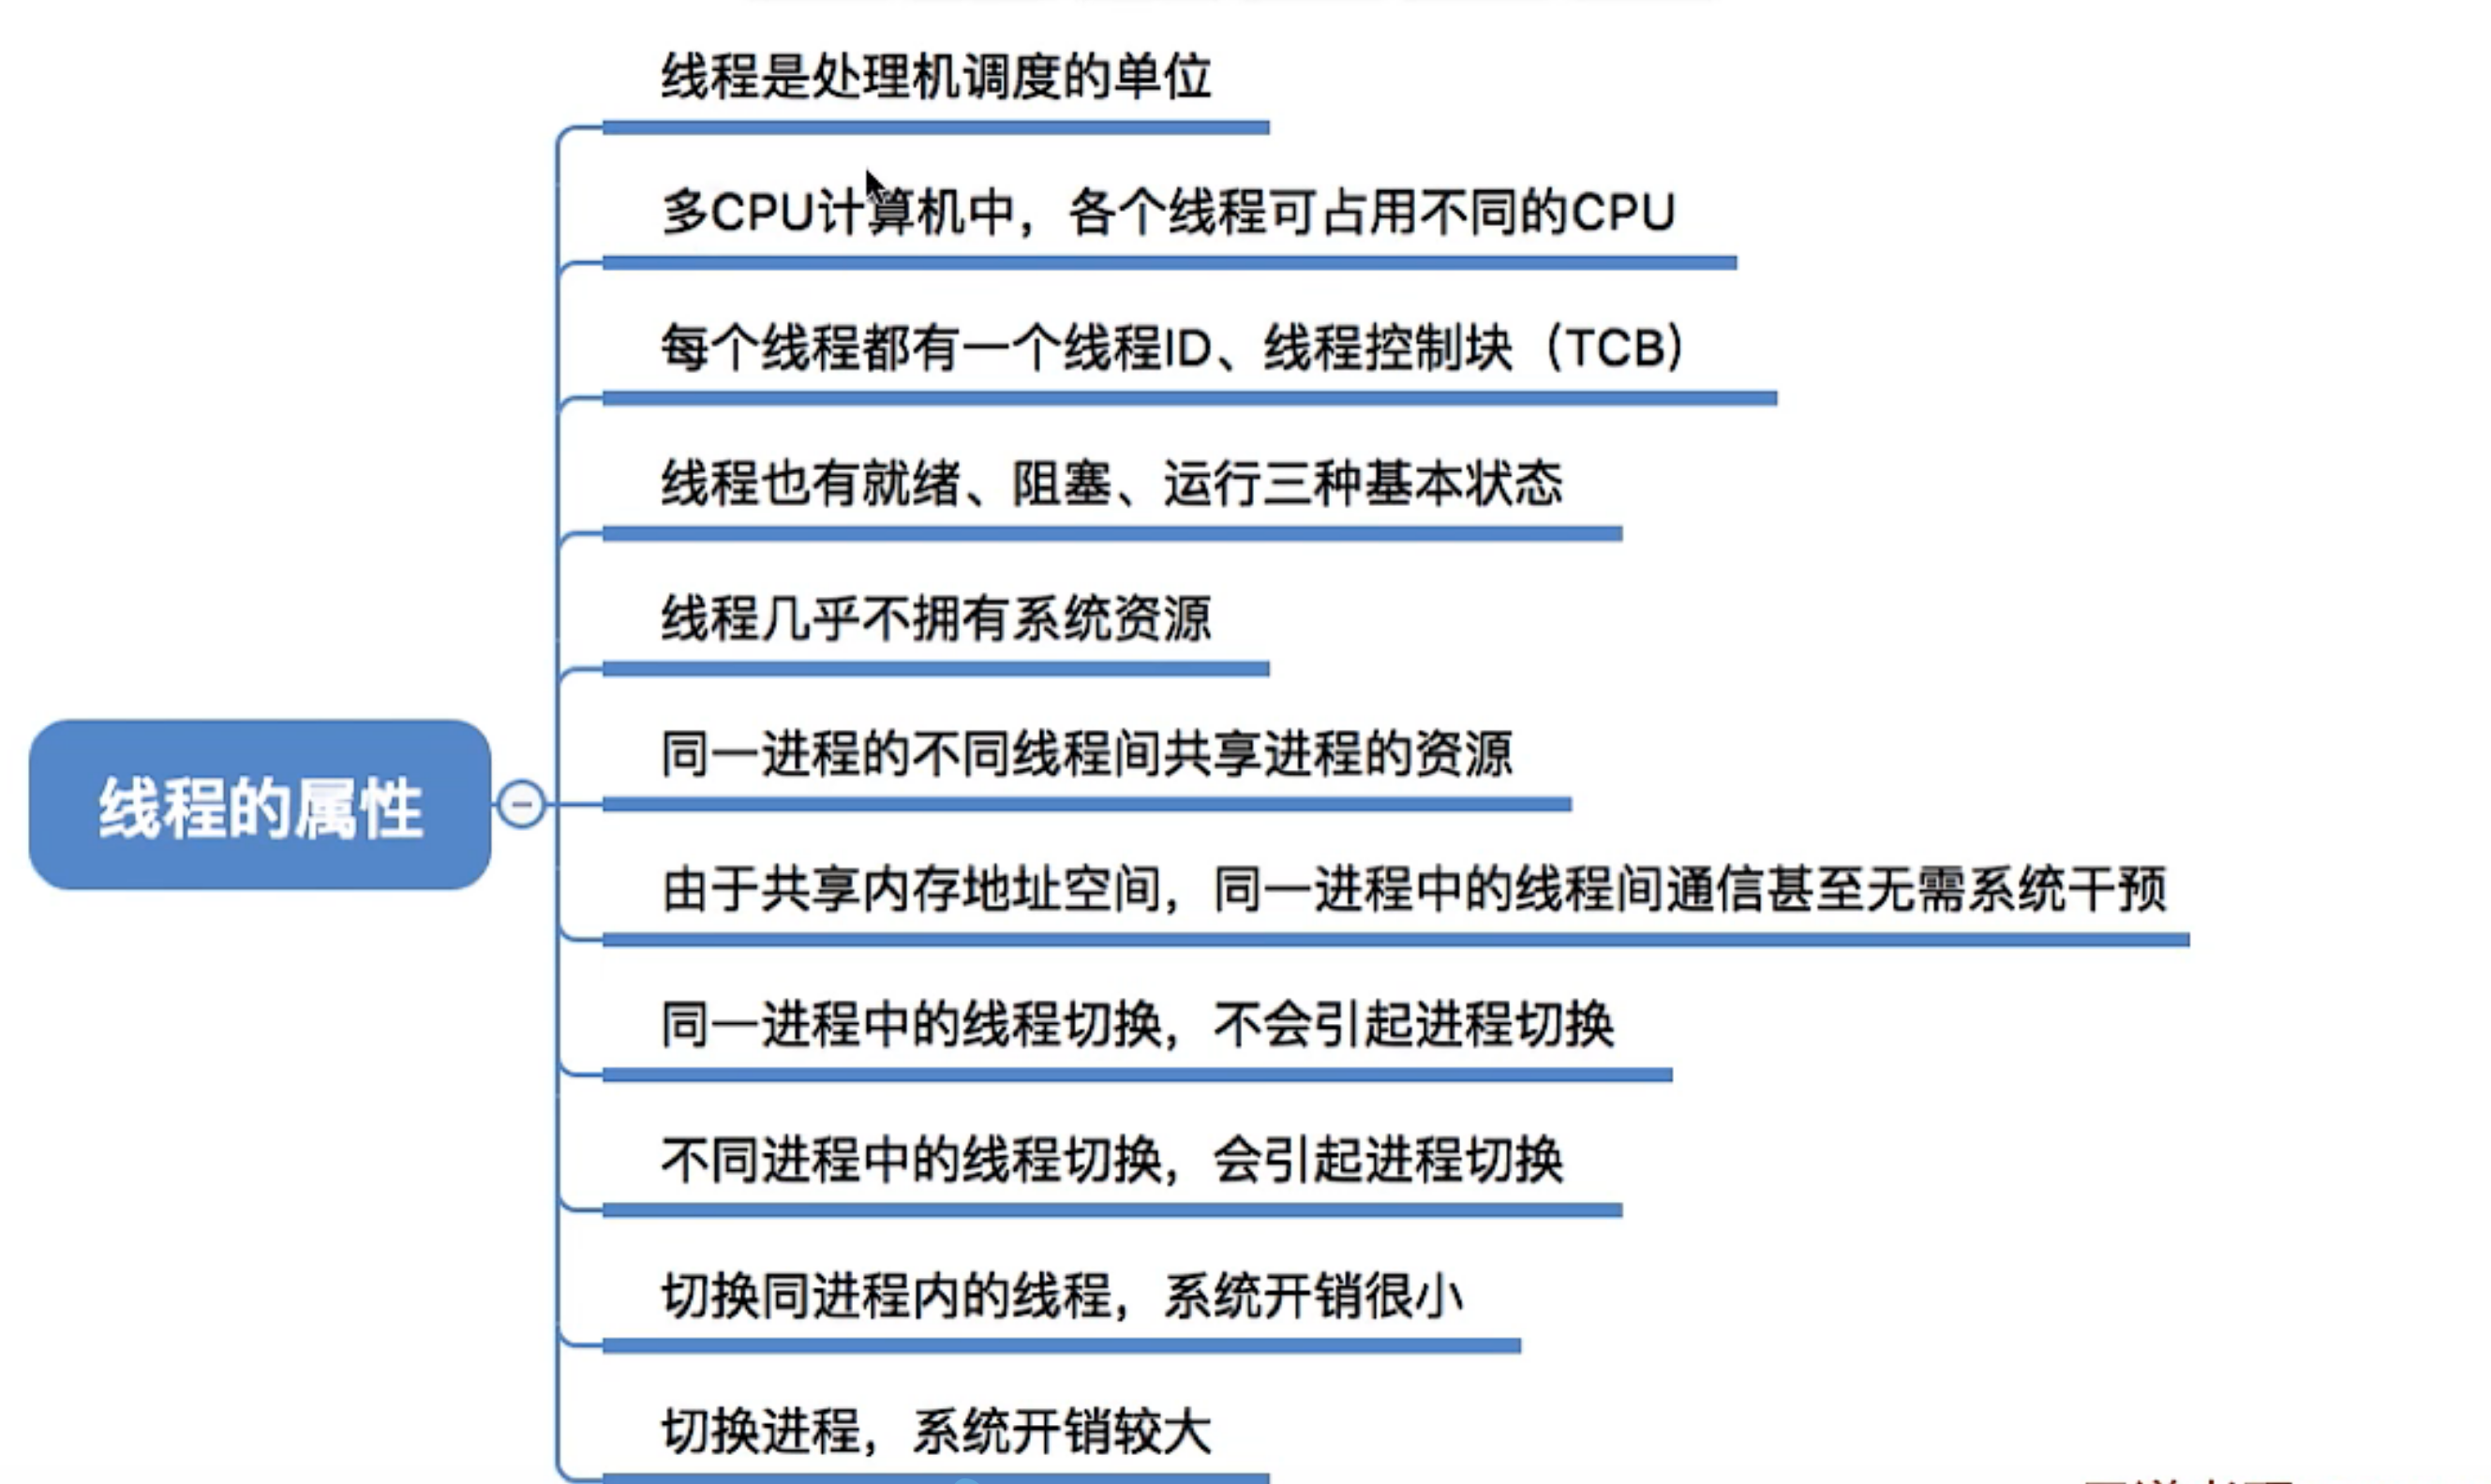 线程是处理机调度的单位
多CPU计算机中，各个线程可占用不同的CPU
每个线程都有一个线程ID、线程控制块（TCB）
线程也有就绪、阻塞、运行三种基本状态
线程几乎不拥有系统资源
同一进程的不同线程间共享进程的资源
线程的属性
由于共享内存地址空间，同一进程中的线程间通信甚至无需系统干预
同一进程中的线程切换，不会引起进程切换
不同进程中的线程切换，会引起进程切换
切换同进程内的线程，系统开销很小
切换进程，系统开销较大